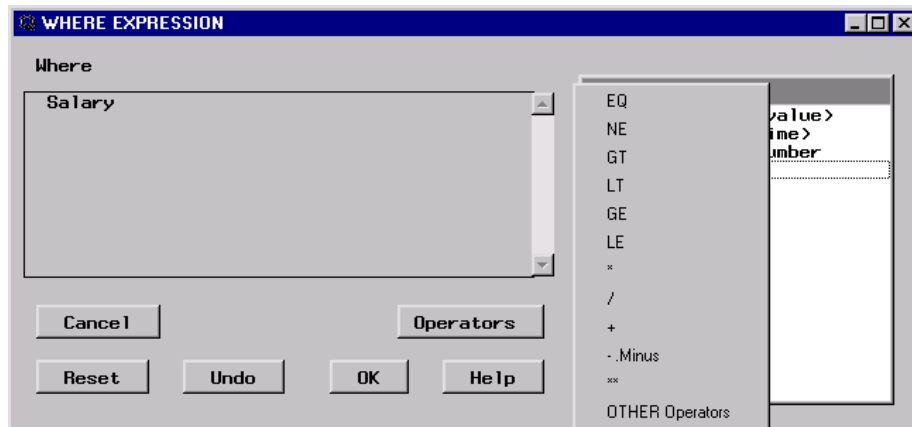 WHERE EXPRESSION
Where
Salary
EQ
NE
GT
LT
GE
LE
*
/
+
- .Minus
**
OTHER Operators
value>
ime>
umber
Cancel
Operators
Reset
Undo
OK
Help